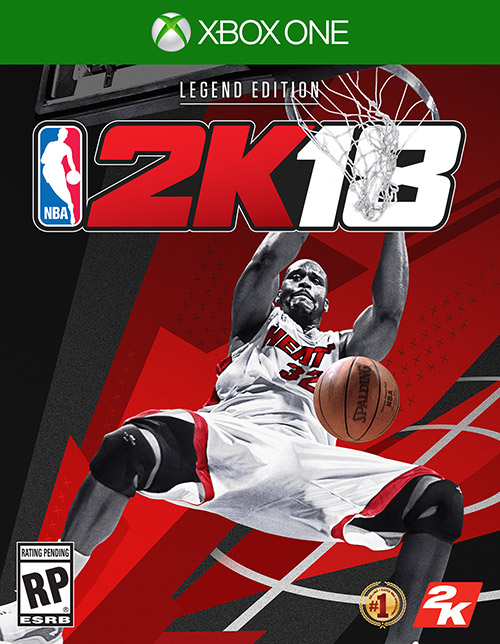 XBOX ONE
LEGEND EDITION
NBA
2K18
HEAT
32
SPALDING
RATING PENDING
RP
ESRB
#1
2K